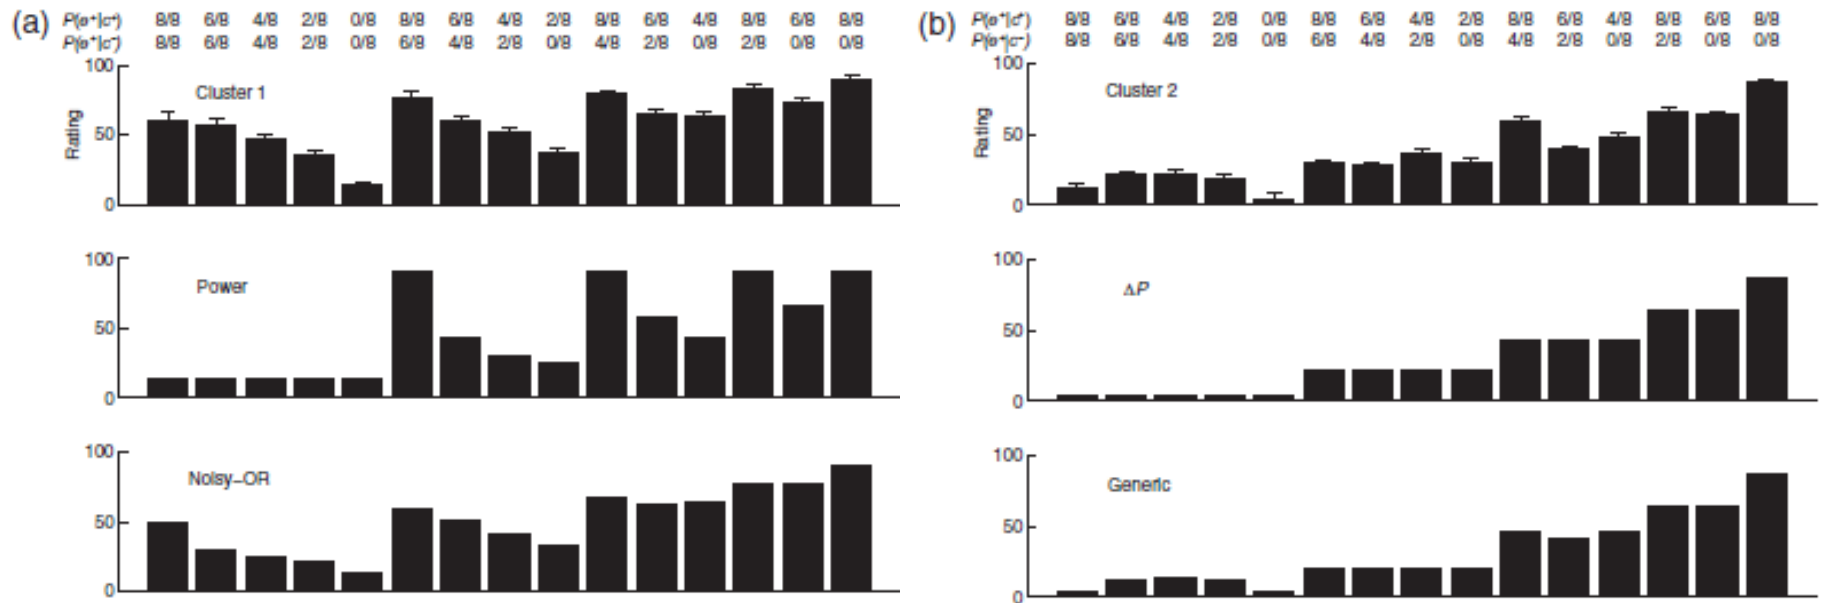 (a) P(e⁺|c⁺) 8/8 6/8 4/8 2/8 0/8 8/8 6/8 4/8 2/8 8/8 6/8 4/8 8/8 6/8 8/8
P(e⁺|c⁻) 8/8 6/8 4/8 2/8 0/8 6/8 4/8 2/8 0/8 4/8 2/8 0/8 2/8 0/8 0/8
100
Cluster 1
Rating
50
0
100
Power
50
0
100
Noisy–OR
50
0
(b) P(e⁺|c⁺) 8/8 6/8 4/8 2/8 0/8 8/8 6/8 4/8 2/8 8/8 6/8 4/8 8/8 6/8 8/8
P(e⁺|c⁻) 8/8 6/8 4/8 2/8 0/8 6/8 4/8 2/8 0/8 4/8 2/8 0/8 2/8 0/8 0/8
100
Cluster 2
Rating
50
0
100
ΔP
50
0
100
Generic
50
0